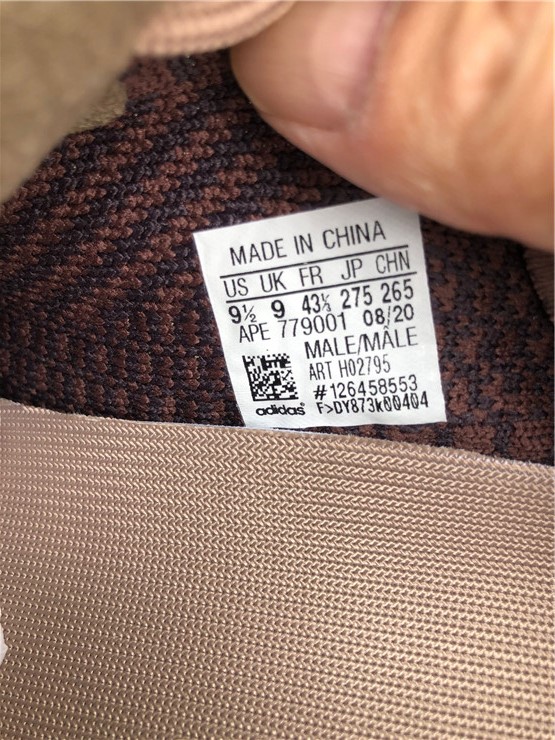 MADE IN CHINA
US UK FR JP CHN
9½ 9 43⅓ 275 265
APE 779001 08/20
MALE/MÂLE
ART H02795
#126458553
adidas F>DY873k00404